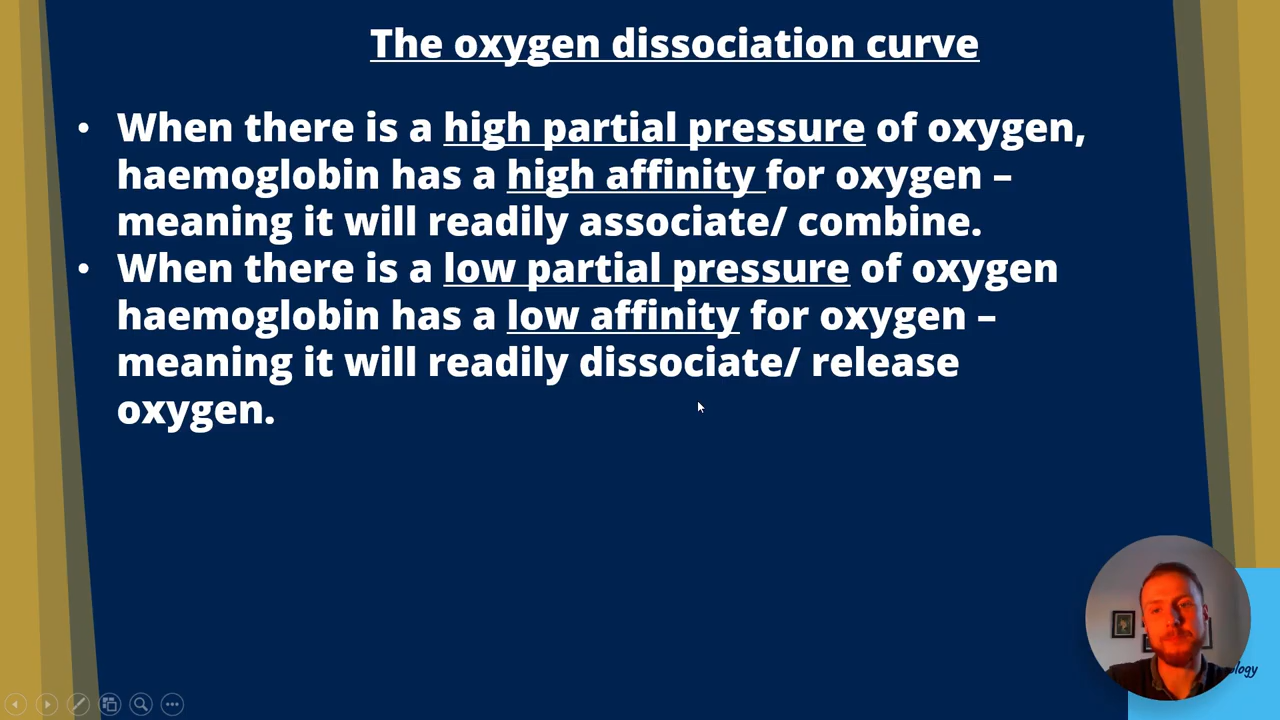 The oxygen dissociation curve
• When there is a high partial pressure of oxygen,
haemoglobin has a high affinity for oxygen –
meaning it will readily associate/ combine.
• When there is a low partial pressure of oxygen
haemoglobin has a low affinity for oxygen –
meaning it will readily dissociate/ release
oxygen.